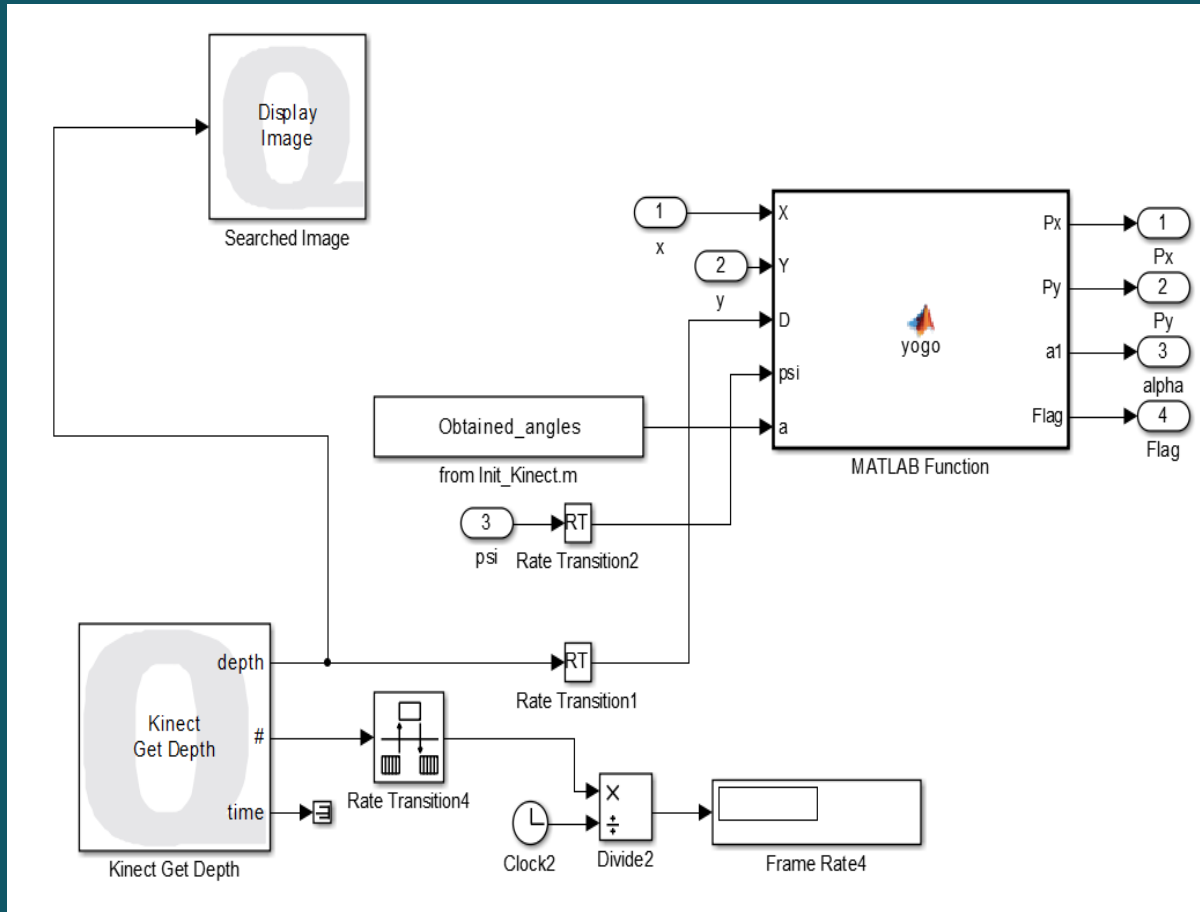 Display
Image
Searched Image
1
x
2
y
X
Y
D
psi
a
yogo
Px
Py
a1
Flag
MATLAB Function
1
Px
2
Py
3
alpha
4
Flag
Obtained_angles
from Init_Kinect.m
3
psi
RT
Rate Transition2
RT
Rate Transition1
Kinect
Get Depth
depth
#
time
Kinect Get Depth
Rate Transition4
Clock2
×
÷
Divide2
Frame Rate4